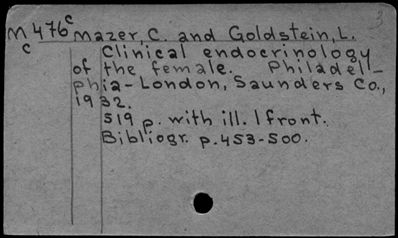 M476c Mazer, C. and Goldstein, L. 3
c
Clinical endocrinology
of the female. Philadel-
phia-London, Saunders Co.,
1932.
519 p. with ill. 1 front.
Bibliogr. p.453-500.